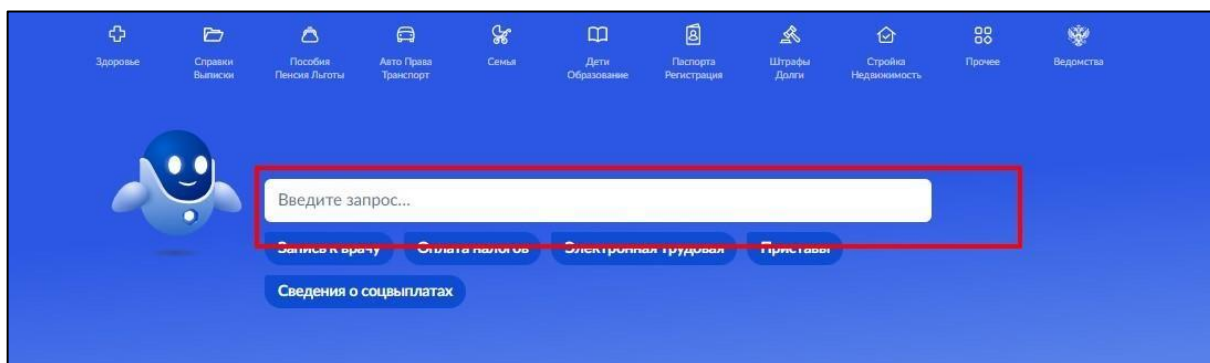 Здоровье
Справки
Выписки
Пособия
Пенсия Льготы
Авто Права
Транспорт
Семья
Дети
Образование
Паспорта
Регистрация
Штрафы
Долги
Стройка
Недвижимость
Прочее
Ведомства
Введите запрос...
Запись к врачу Оплата налогов Электронная трудовая Приставы
Сведения о соцвыплатах